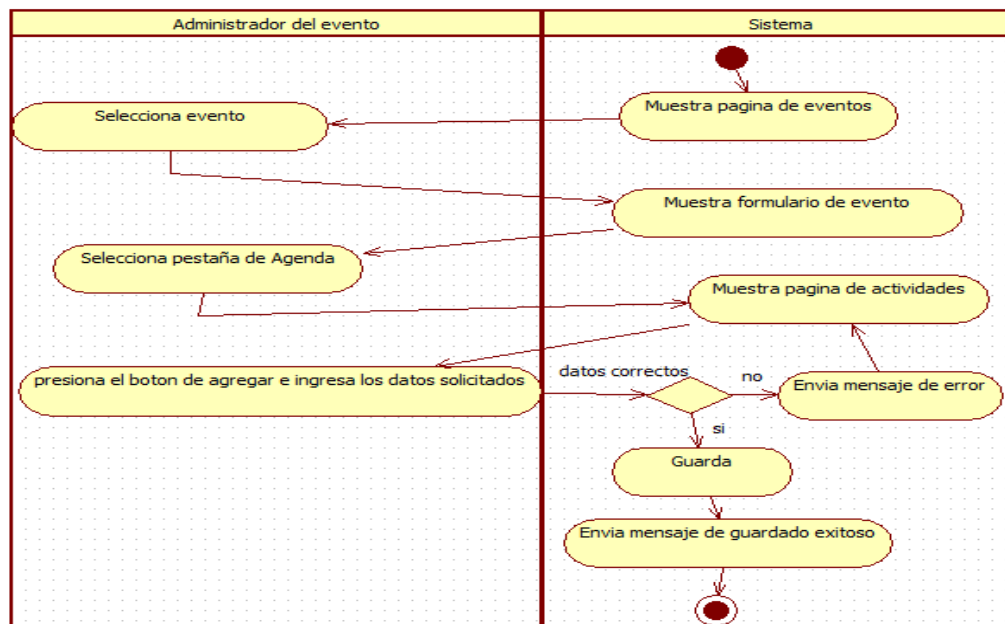 Administrador del evento
Sistema
Muestra pagina de eventos
Selecciona evento
Muestra formulario de evento
Selecciona pestaña de Agenda
Muestra pagina de actividades
presiona el boton de agregar e ingresa los datos solicitados
datos correctos
no
Envia mensaje de error
si
Guarda
Envia mensaje de guardado exitoso